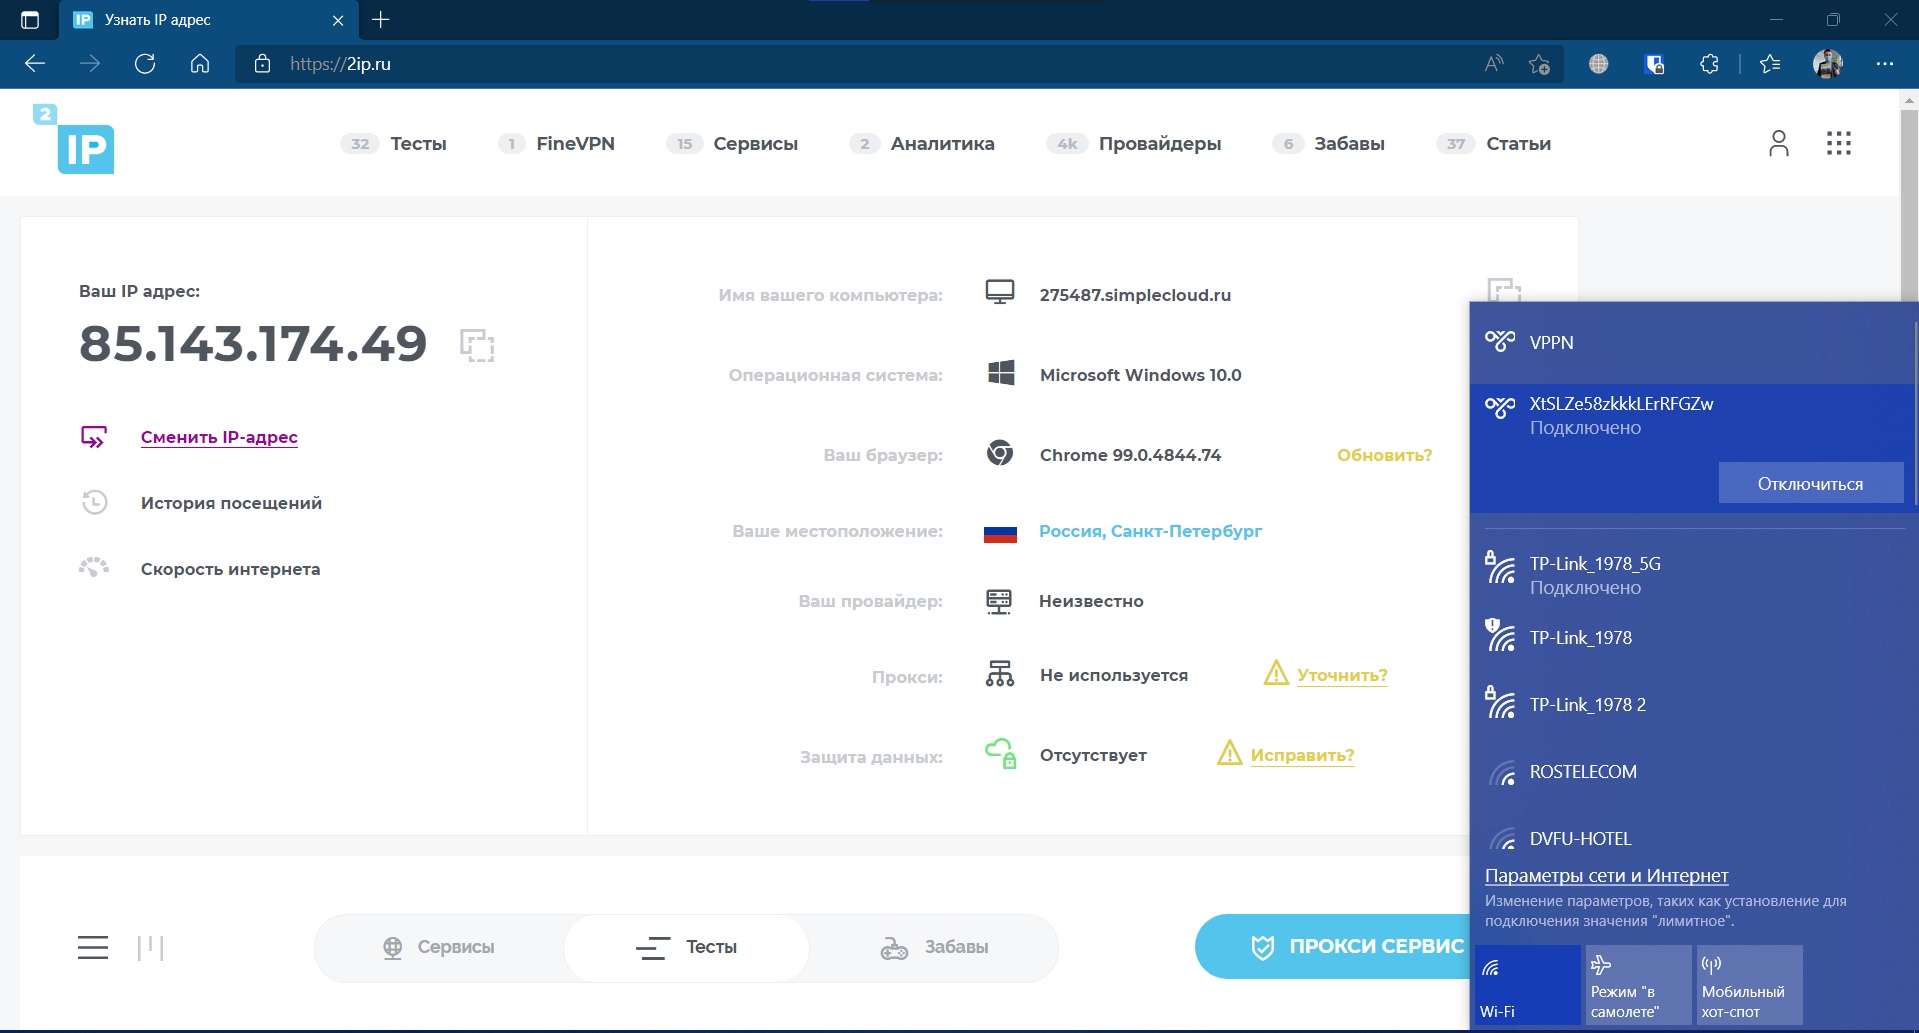 IP Узнать IP адрес
https://2ip.ru
2
IP
32 Тесты 1 FineVPN 15 Сервисы 2 Аналитика 4k Провайдеры 6 Забавы 37 Статьи
Ваш IP адрес:
85.143.174.49
Сменить IP-адрес
История посещений
Скорость интернета
Имя вашего компьютера: 275487.simplecloud.ru
Операционная система: Microsoft Windows 10.0
Ваш браузер: Chrome 99.0.4844.74 Обновить?
Ваше местоположение: Россия, Санкт-Петербург
Ваш провайдер: Неизвестно
Прокси: Не используется Уточнить?
Защита данных: Отсутствует Исправить?
Сервисы Тесты Забавы
ПРОКСИ СЕРВИС
VPPN
XtSLZe58zkkkLErRFGZw
Подключено
Отключиться
TP-Link_1978_5G
Подключено
TP-Link_1978
TP-Link_1978 2
ROSTELECOM
DVFU-HOTEL
Параметры сети и Интернет
Изменение параметров, таких как установление для
подключения значения "лимитное".
Wi-Fi
Режим "в
самолете"
Мобильный
хот-спот